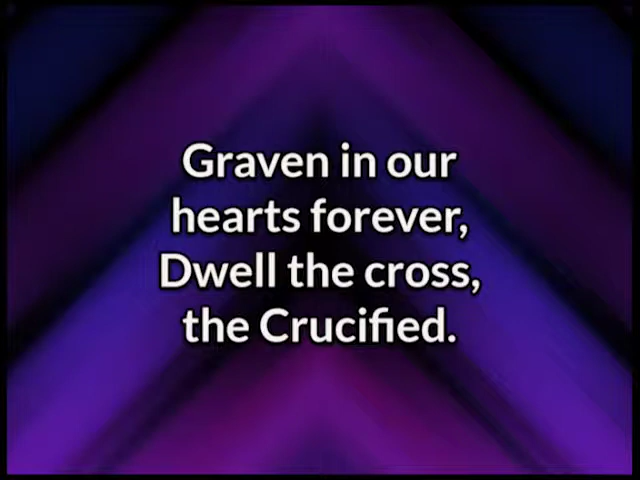 Graven in our
hearts forever,
Dwell the cross,
the Crucified.